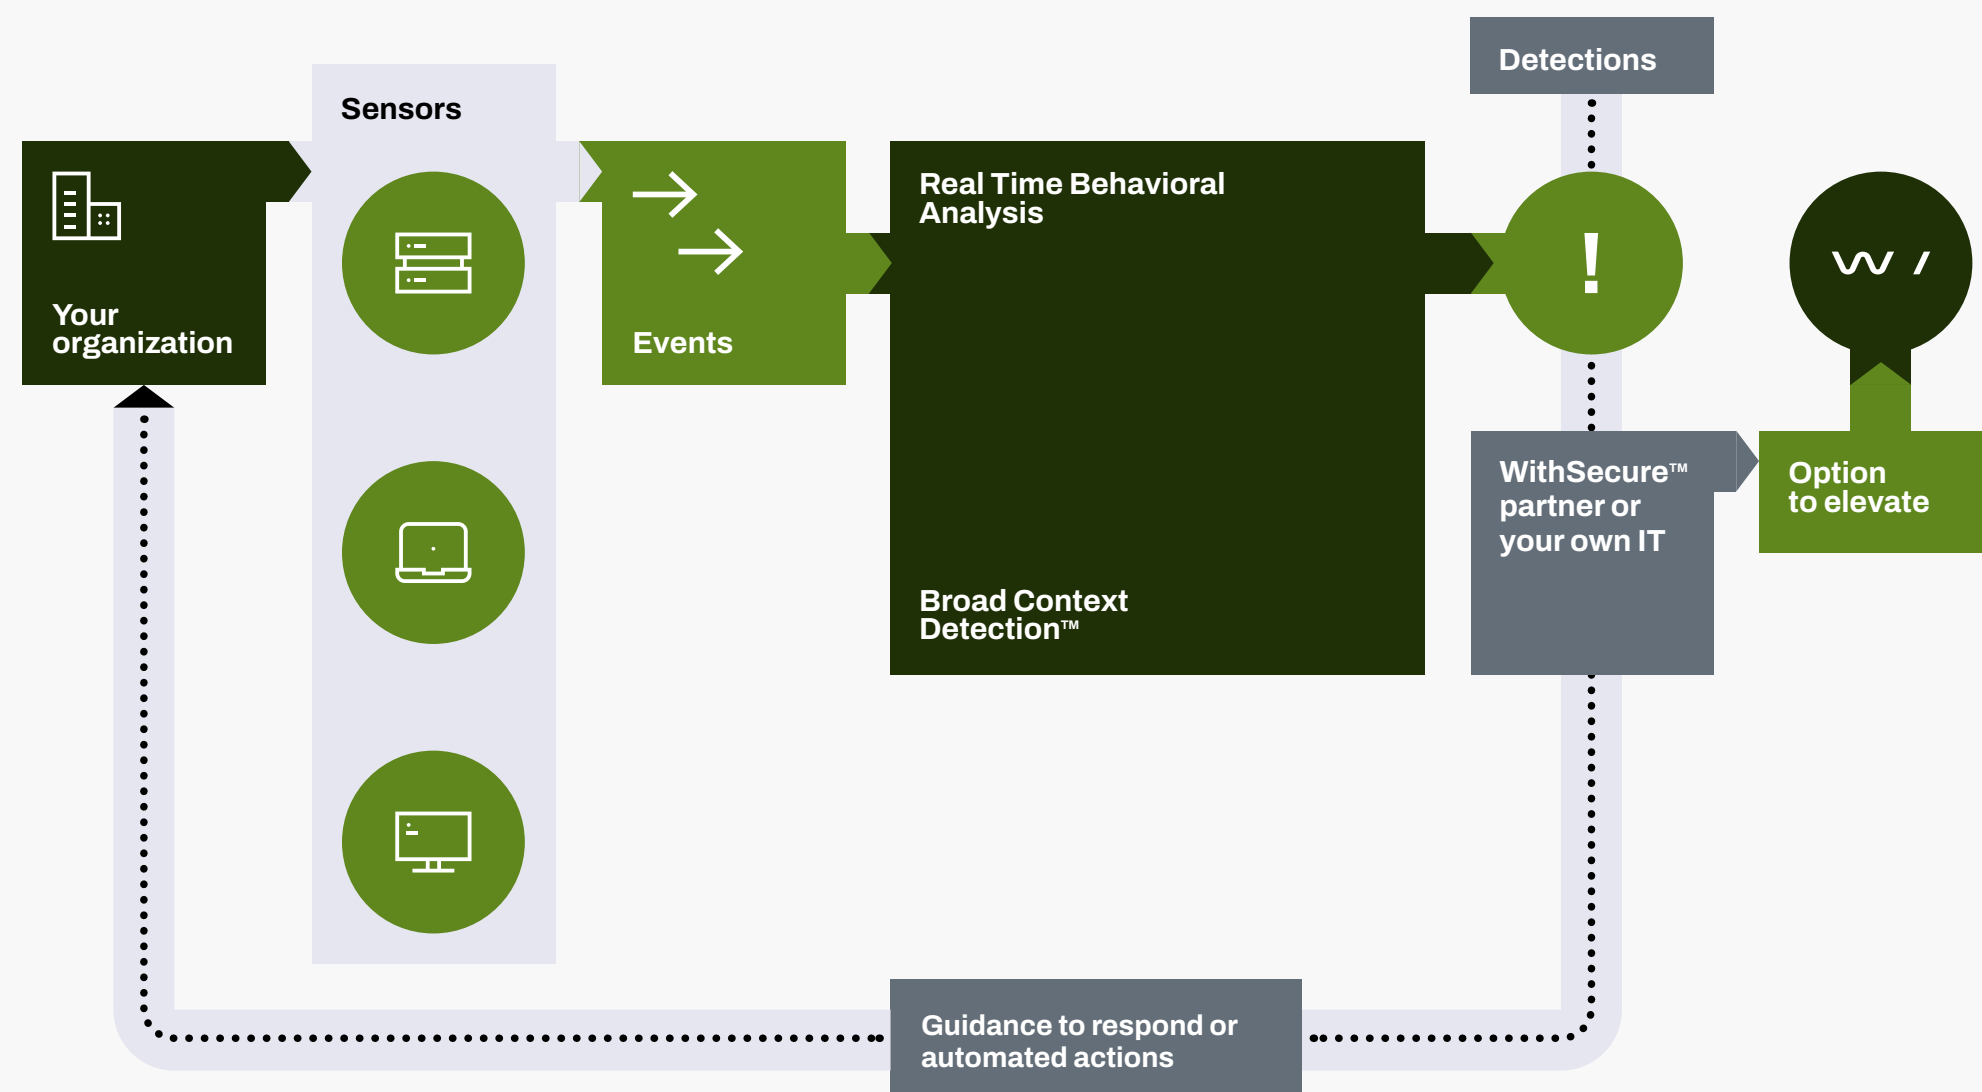 Detections
Sensors
Your
organization
Events
Real Time Behavioral
Analysis
Broad Context
Detection™
!
WithSecure™
partner or
your own IT
Option
to elevate
Guidance to respond or
automated actions